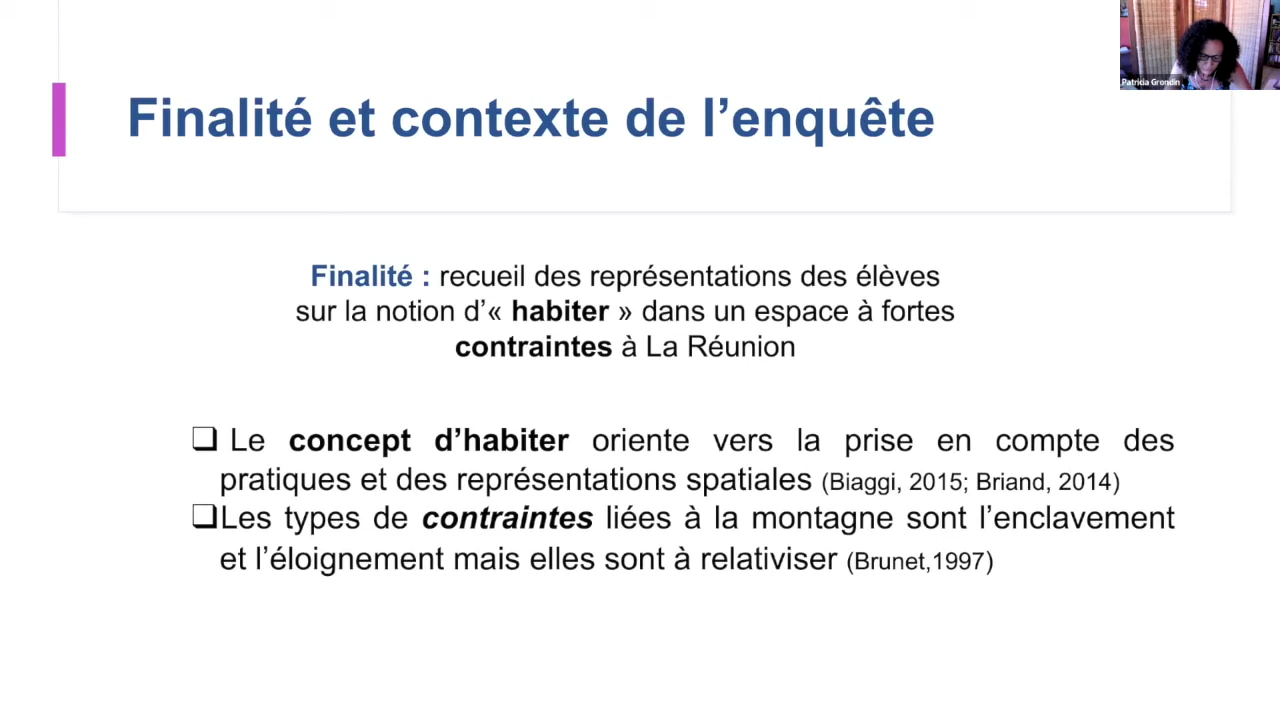 Patricia Grondin
Finalité et contexte de l’enquête
Finalité : recueil des représentations des élèves
sur la notion d’« habiter » dans un espace à fortes
contraintes à La Réunion
❑ Le concept d’habiter oriente vers la prise en compte des
pratiques et des représentations spatiales (Biaggi, 2015; Briand, 2014)
❑Les types de contraintes liées à la montagne sont l’enclavement
et l’éloignement mais elles sont à relativiser (Brunet,1997)